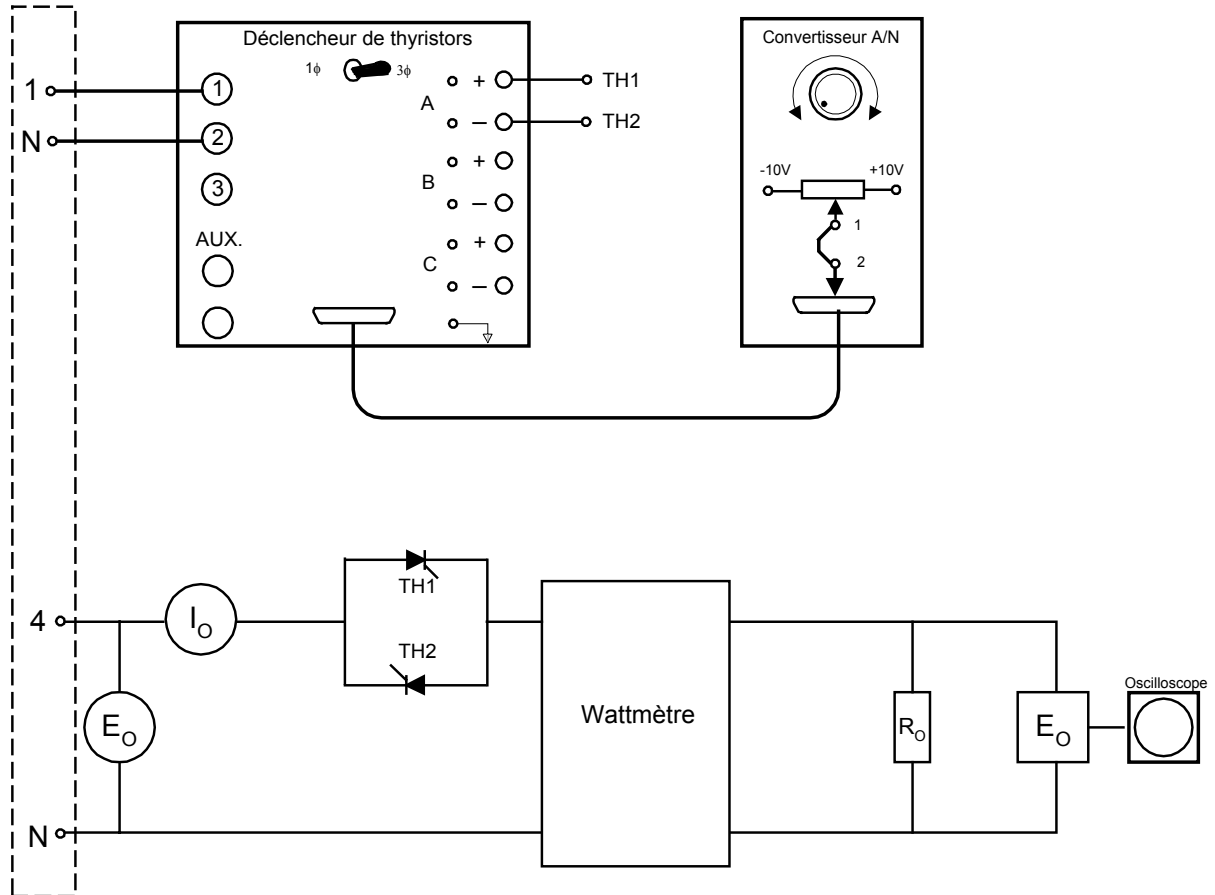 Déclencheur de thyristors
1ϕ 3ϕ
1
N
1
2
3
AUX.
A
+
–
B
+
–
C
+
–
TH1
TH2
Convertisseur A/N
-10V +10V
1
2
4
N
I_O
E_O
TH1
TH2
Wattmètre
R_O
E_O
Oscilloscope